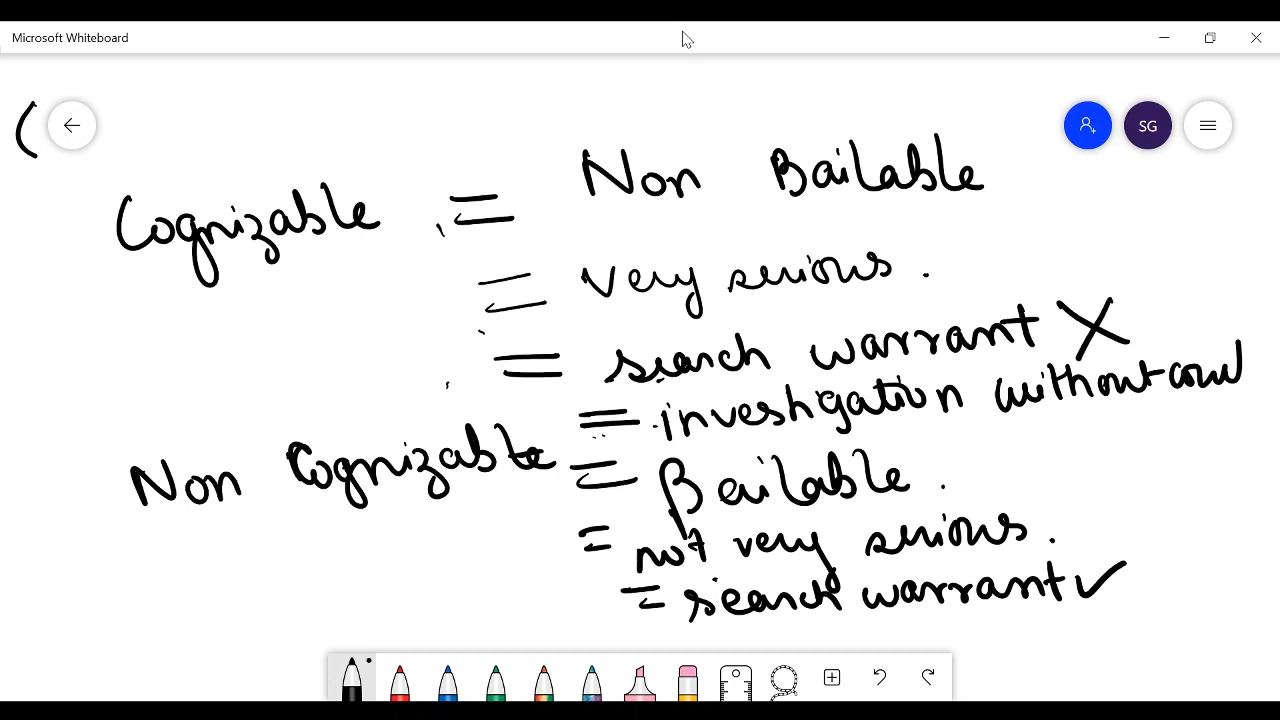 Microsoft Whiteboard
(
SG
Cognizable = Non Bailable
= very serious.
= search warrant X
= investigation without court
Non Cognizable = Bailable.
= not very serious.
= search warrant ✓